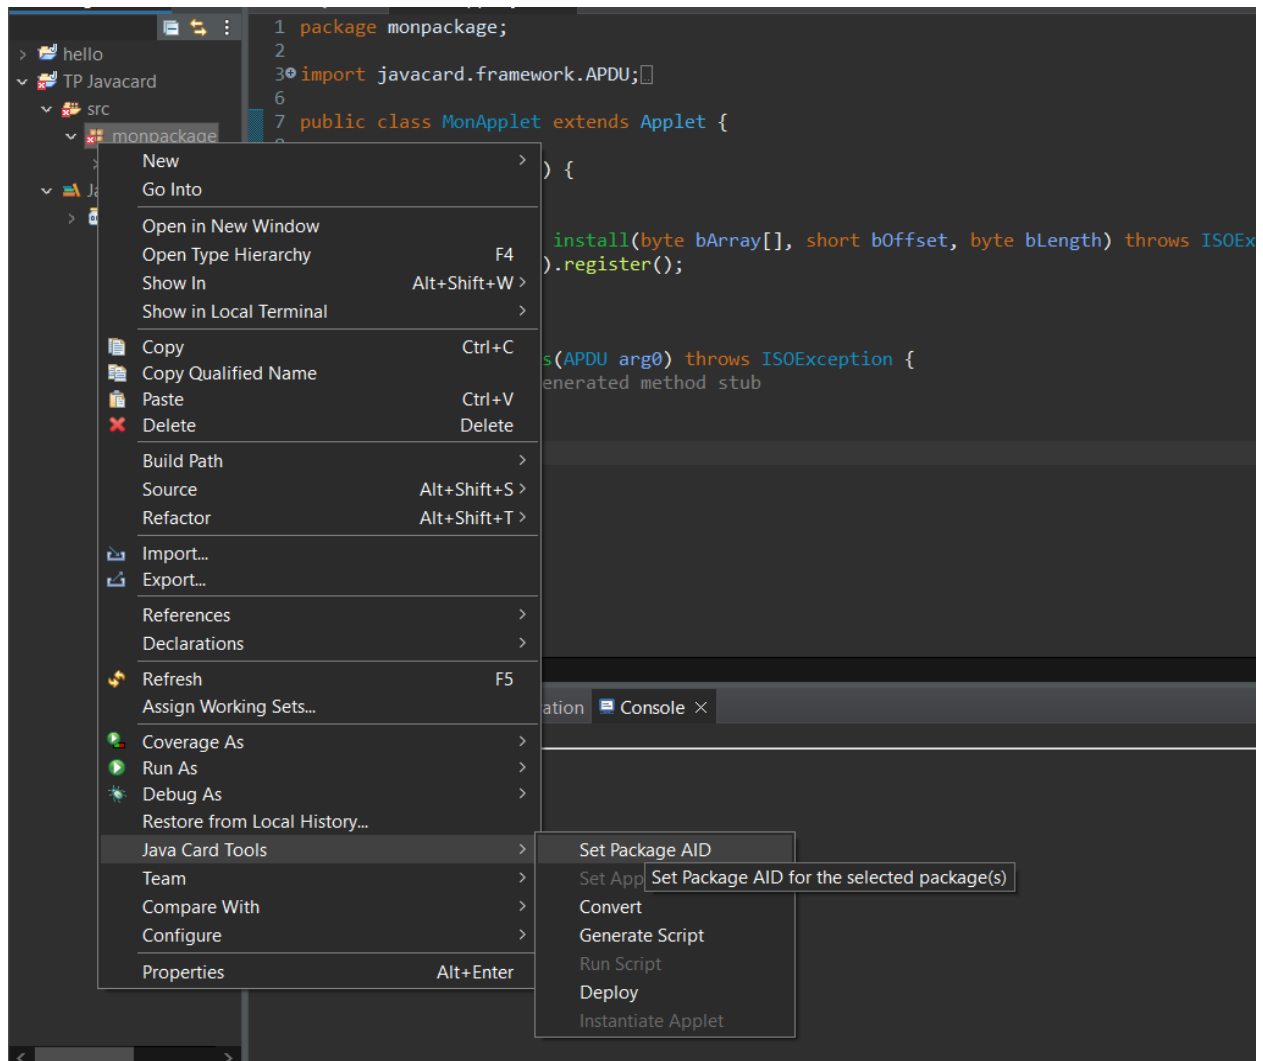 1 package monpackage;
2
3 import javacard.framework.APDU;
6
7 public class MonApplet extends Applet {
) {
install(byte bArray[], short bOffset, byte bLength) throws ISOEx
).register();
s(APDU arg0) throws ISOException {
enerated method stub
hello
TP Javacard
src
monpackage
New
Go Into
Open in New Window
Open Type Hierarchy F4
Show In Alt+Shift+W
Show in Local Terminal
Copy Ctrl+C
Copy Qualified Name
Paste Ctrl+V
Delete Delete
Build Path
Source Alt+Shift+S
Refactor Alt+Shift+T
Import...
Export...
References
Declarations
Refresh F5
Assign Working Sets...
Coverage As
Run As
Debug As
Restore from Local History...
Java Card Tools
Team
Compare With
Configure
Properties Alt+Enter
Set Package AID
Set App
Set Package AID for the selected package(s)
Convert
Generate Script
Run Script
Deploy
Instantiate Applet
ation
Console